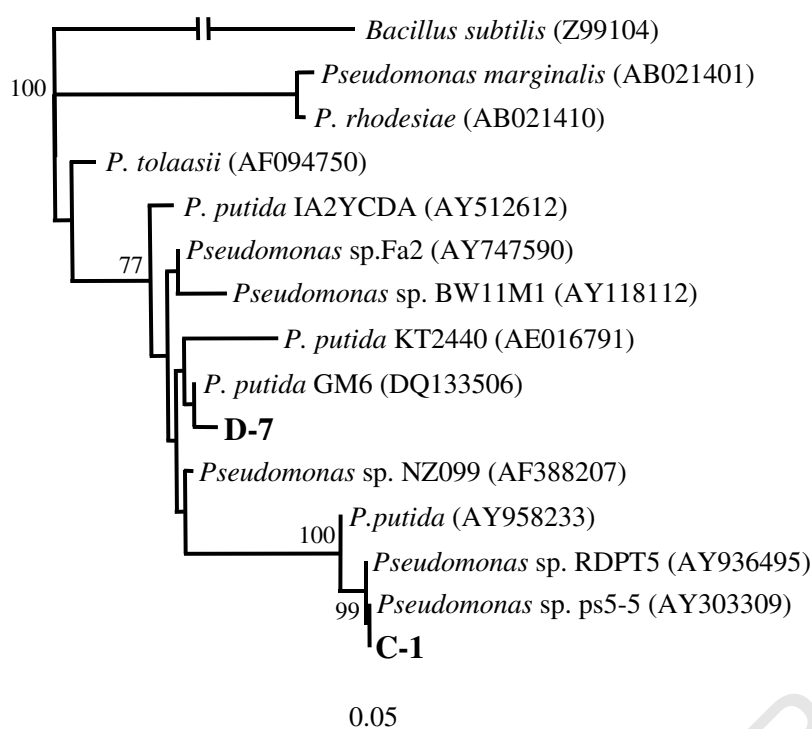 Bacillus subtilis (Z99104)
Pseudomonas marginalis (AB021401)
100
P. rhodesiae (AB021410)
P. tolaasii (AF094750)
P. putida IA2YCDA (AY512612)
Pseudomonas sp.Fa2 (AY747590)
77
Pseudomonas sp. BW11M1 (AY118112)
P. putida KT2440 (AE016791)
P. putida GM6 (DQ133506)
D-7
Pseudomonas sp. NZ099 (AF388207)
P.putida (AY958233)
100
Pseudomonas sp. RDPT5 (AY936495)
Pseudomonas sp. ps5-5 (AY303309)
99
C-1
0.05